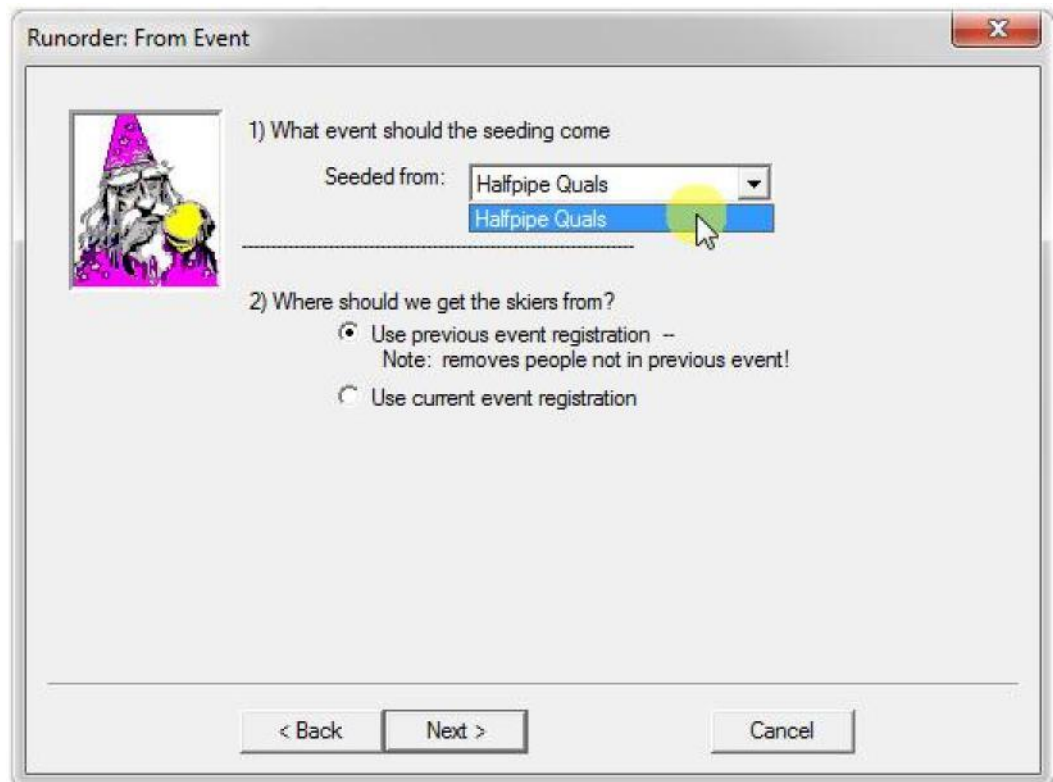 Runorder: From Event
1) What event should the seeding come
Seeded from: Halfpipe Quals
Halfpipe Quals
2) Where should we get the skiers from?
Use previous event registration --
Note: removes people not in previous event!
Use current event registration
< Back Next > Cancel